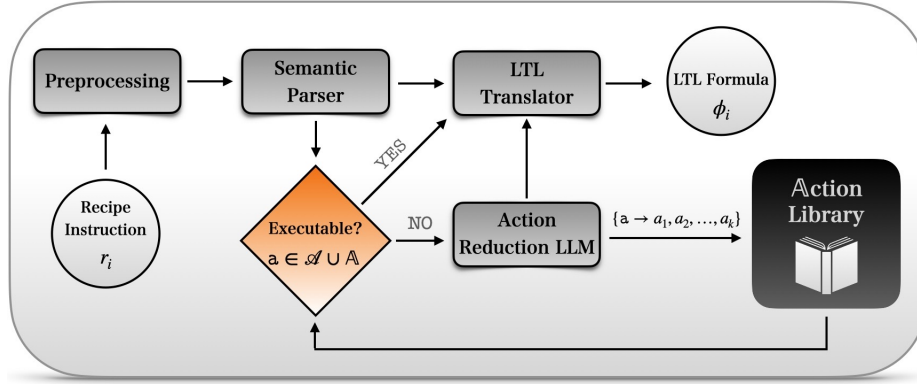 Preprocessing
Semantic
Parser
LTL
Translator
LTL Formula
ϕᵢ
YES
Recipe
Instruction
rᵢ
Executable?
a ∈ 𝒜 ∪ 𝔸
NO
Action
Reduction LLM
{a → a₁, a₂, …, aₖ}
𝔸ction
Library